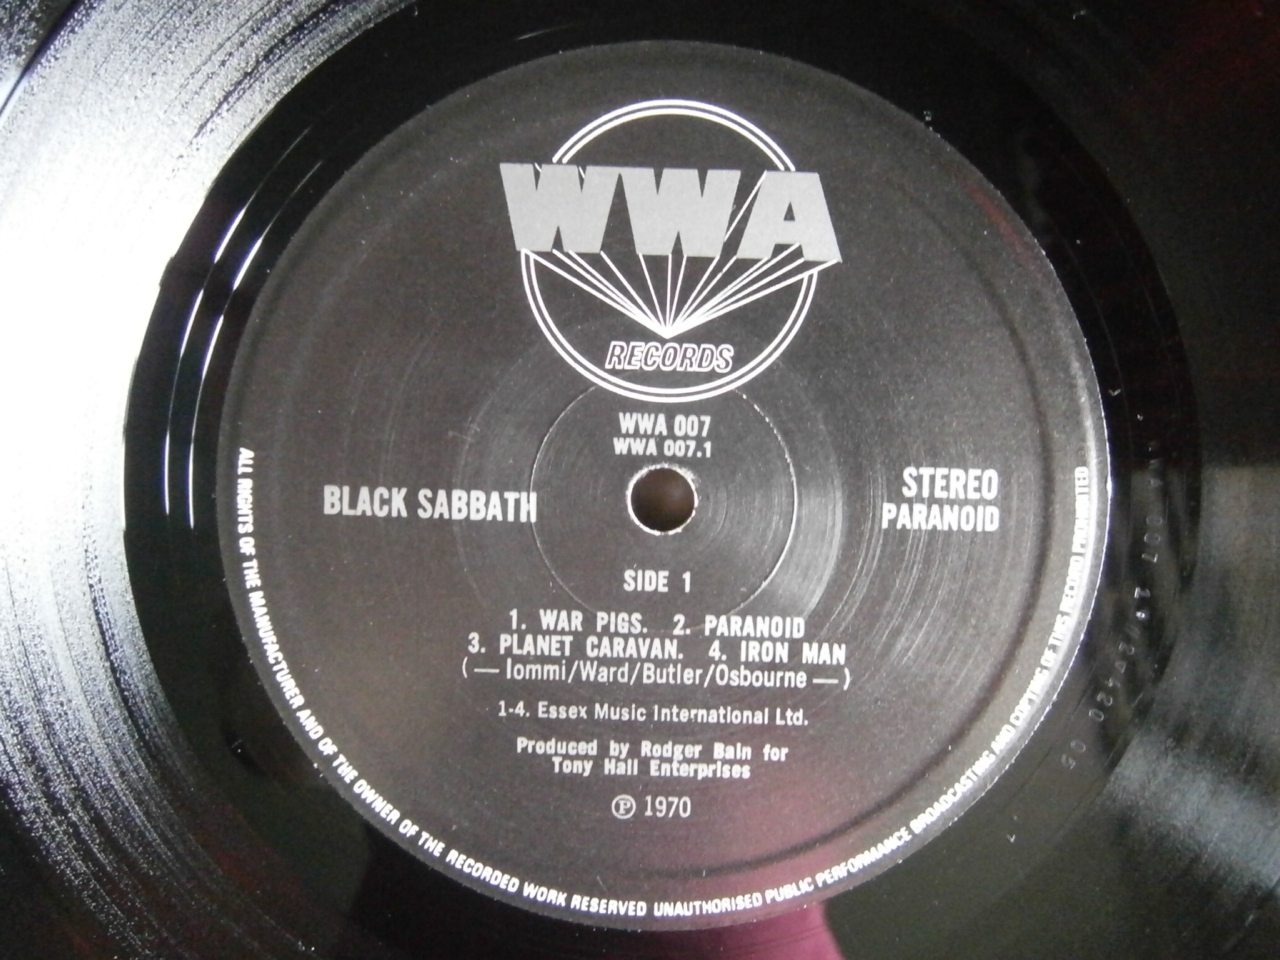 WWA
RECORDS
WWA 007
WWA 007.1
BLACK SABBATH
STEREO
PARANOID
SIDE 1
1. WAR PIGS. 2. PARANOID
3. PLANET CARAVAN. 4. IRON MAN
( — Iommi/Ward/Butler/Osbourne — )
1-4. Essex Music International Ltd.
Produced by Rodger Bain for
Tony Hall Enterprises
Ⓟ 1970
ALL RIGHTS OF THE MANUFACTURER AND OF THE OWNER OF THE RECORDED WORK RESERVED UNAUTHORISED PUBLIC PERFORMANCE BROADCASTING AND COPYING OF THIS RECORD PROHIBITED